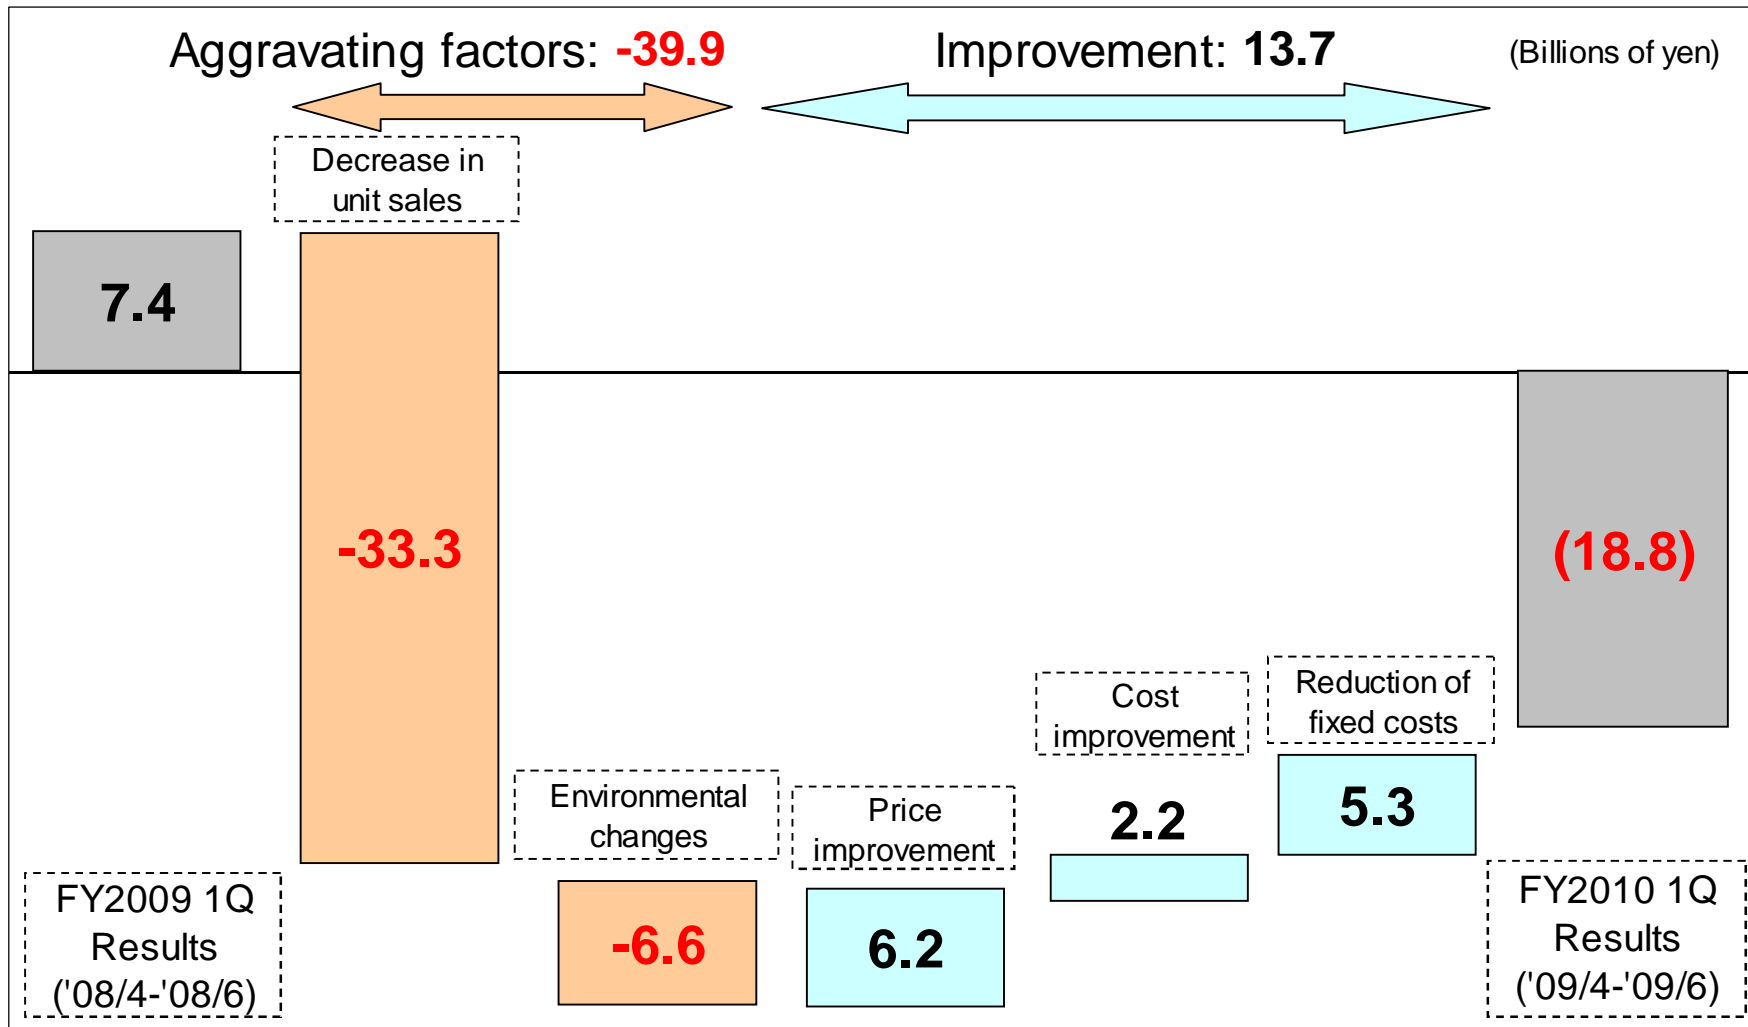 Aggravating factors: -39.9
Improvement: 13.7
(Billions of yen)
Decrease in
unit sales
7.4
-33.3
(18.8)
Reduction of
fixed costs
Cost
improvement
5.3
2.2
Environmental
changes
Price
improvement
-6.6
6.2
FY2009 1Q
Results
('08/4-'08/6)
FY2010 1Q
Results
('09/4-'09/6)